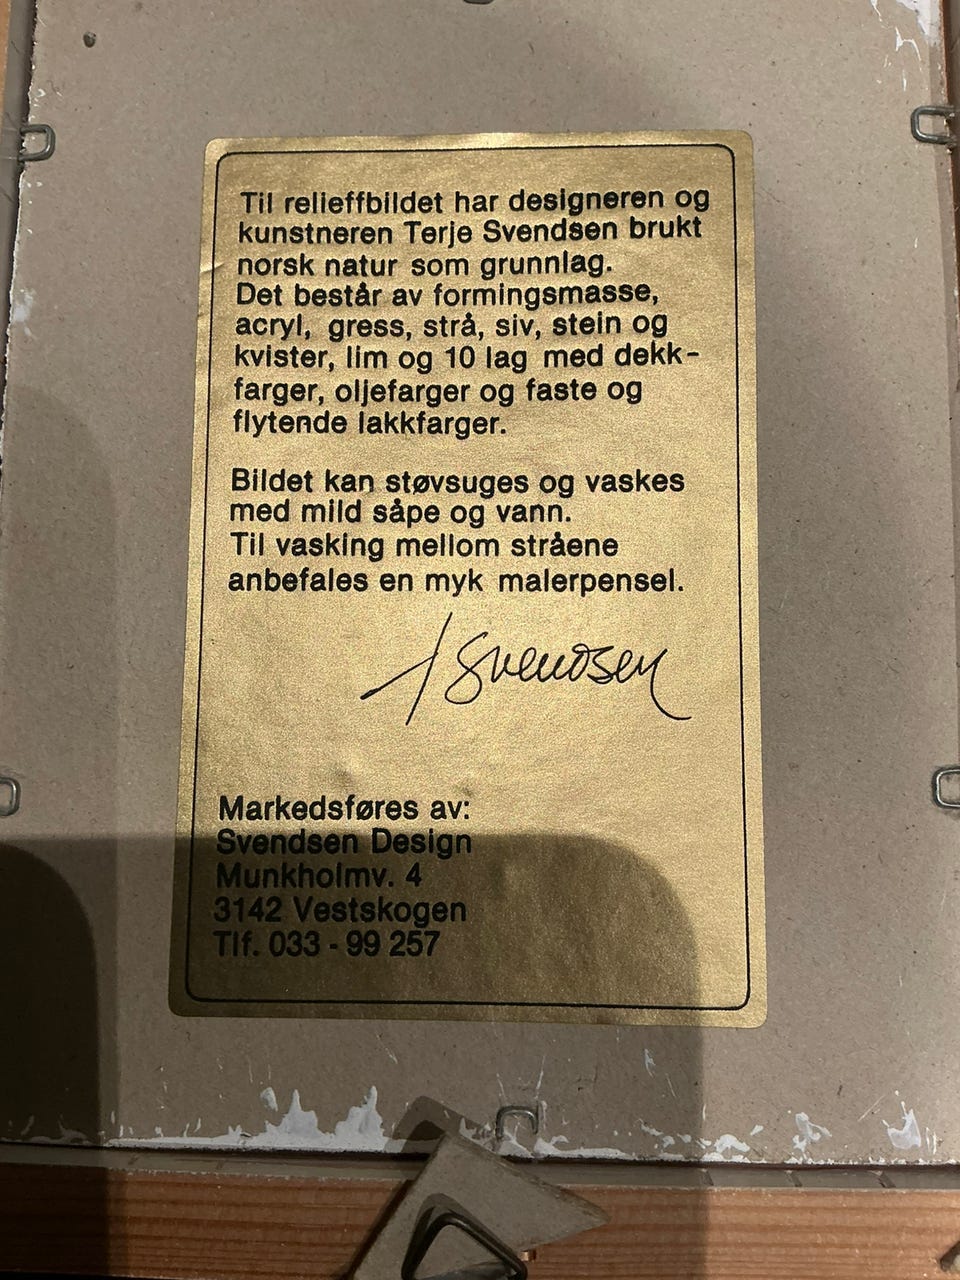 Til relieffbildet har designeren og
kunstneren Terje Svendsen brukt
norsk natur som grunnlag.
Det består av formingsmasse,
acryl, gress, strå, siv, stein og
kvister, lim og 10 lag med dekk-
farger, oljefarger og faste og
flytende lakkfarger.
Bildet kan støvsuges og vaskes
med mild såpe og vann.
Til vasking mellom stråene
anbefales en myk malerpensel.
T Svendsen
Markedsføres av:
Svendsen Design
Munkholmv. 4
3142 Vestskogen
Tlf. 033 - 99 257